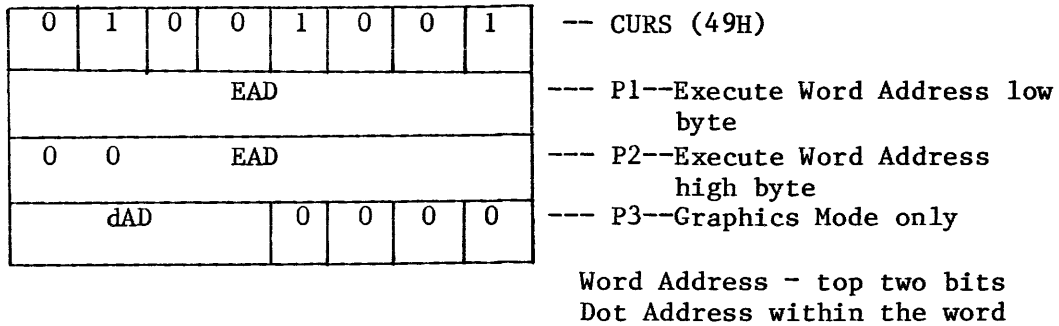 0 1 0 0 1 0 0 1 -- CURS (49H)
EAD --- P1--Execute Word Address low
byte
0 0 EAD --- P2--Execute Word Address
high byte
dAD 0 0 0 0 --- P3--Graphics Mode only
Word Address - top two bits
Dot Address within the word